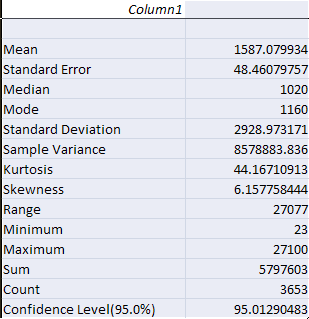 Column1
Mean 1587.079934
Standard Error 48.46079757
Median 1020
Mode 1160
Standard Deviation 2928.973171
Sample Variance 8578883.836
Kurtosis 44.16710913
Skewness 6.157758444
Range 27077
Minimum 23
Maximum 27100
Sum 5797603
Count 3653
Confidence Level(95.0%) 95.01290483